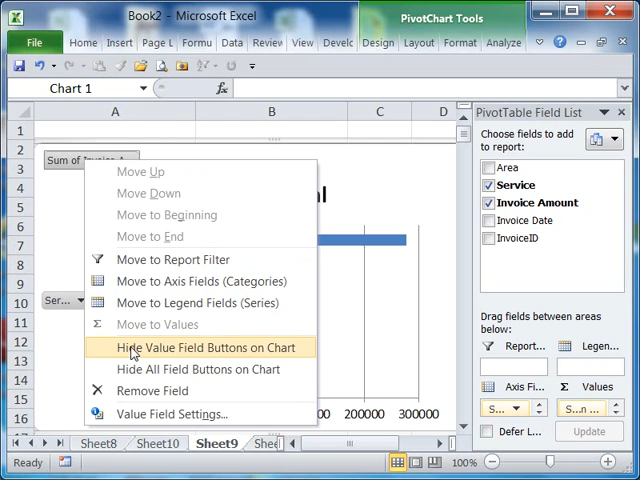 Book2 - Microsoft Excel
PivotChart Tools
File Home Insert Page L Formu Data Review View Develc Design Layout Format Analyze
Chart 1
fx
A B C D
PivotTable Field List
Choose fields to add to report:
Area
Service
Invoice Amount
Invoice Date
InvoiceID
1
2
3
4
5
6
7
8
9
10
11
12
13
14
15
16
Sum of Invoice A
Ser...
Move Up
Move Down
Move to Beginning
Move to End
Move to Report Filter
Move to Axis Fields (Categories)
Move to Legend Fields (Series)
Σ Move to Values
Hide Value Field Buttons on Chart
Hide All Field Buttons on Chart
Remove Field
Value Field Settings...
200000 300000
Drag fields between areas below:
Report... Legen...
Axis Fi... Σ Values
S... S...n ...
Defer L... Update
Sheet8 Sheet10 Sheet9 Shee
Ready
100%